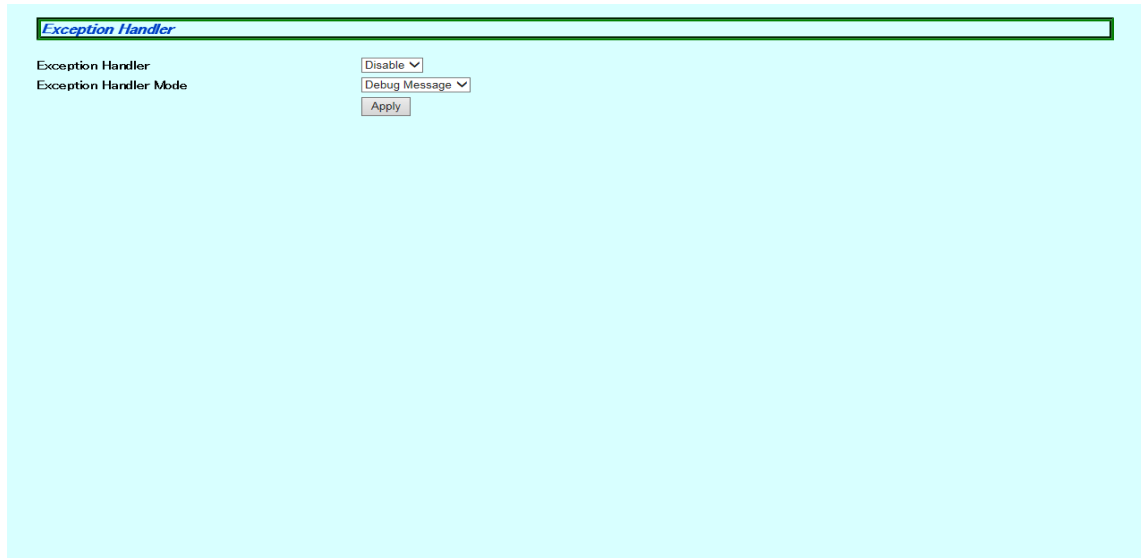 Exception Handler
Exception Handler Disable
Exception Handler Mode Debug Message
Apply